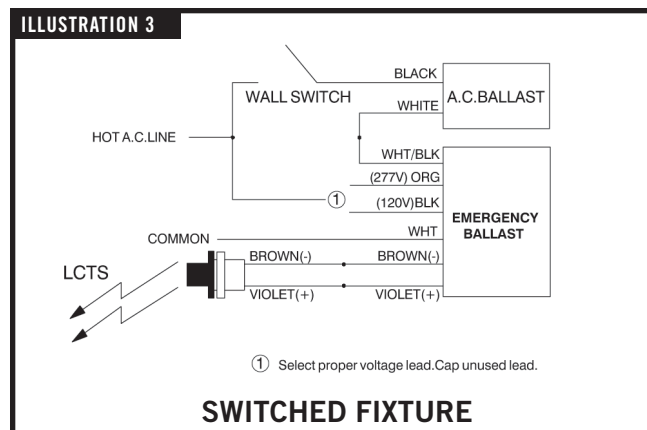 ILLUSTRATION 3
BLACK
WALL SWITCH
A.C.BALLAST
WHITE
HOT A.C.LINE
WHT/BLK
(277V) ORG
①
(120V)BLK
EMERGENCY
BALLAST
WHT
COMMON
BROWN(-)
BROWN(-)
LCTS
VIOLET(+)
VIOLET(+)
① Select proper voltage lead.Cap unused lead.
SWITCHED FIXTURE